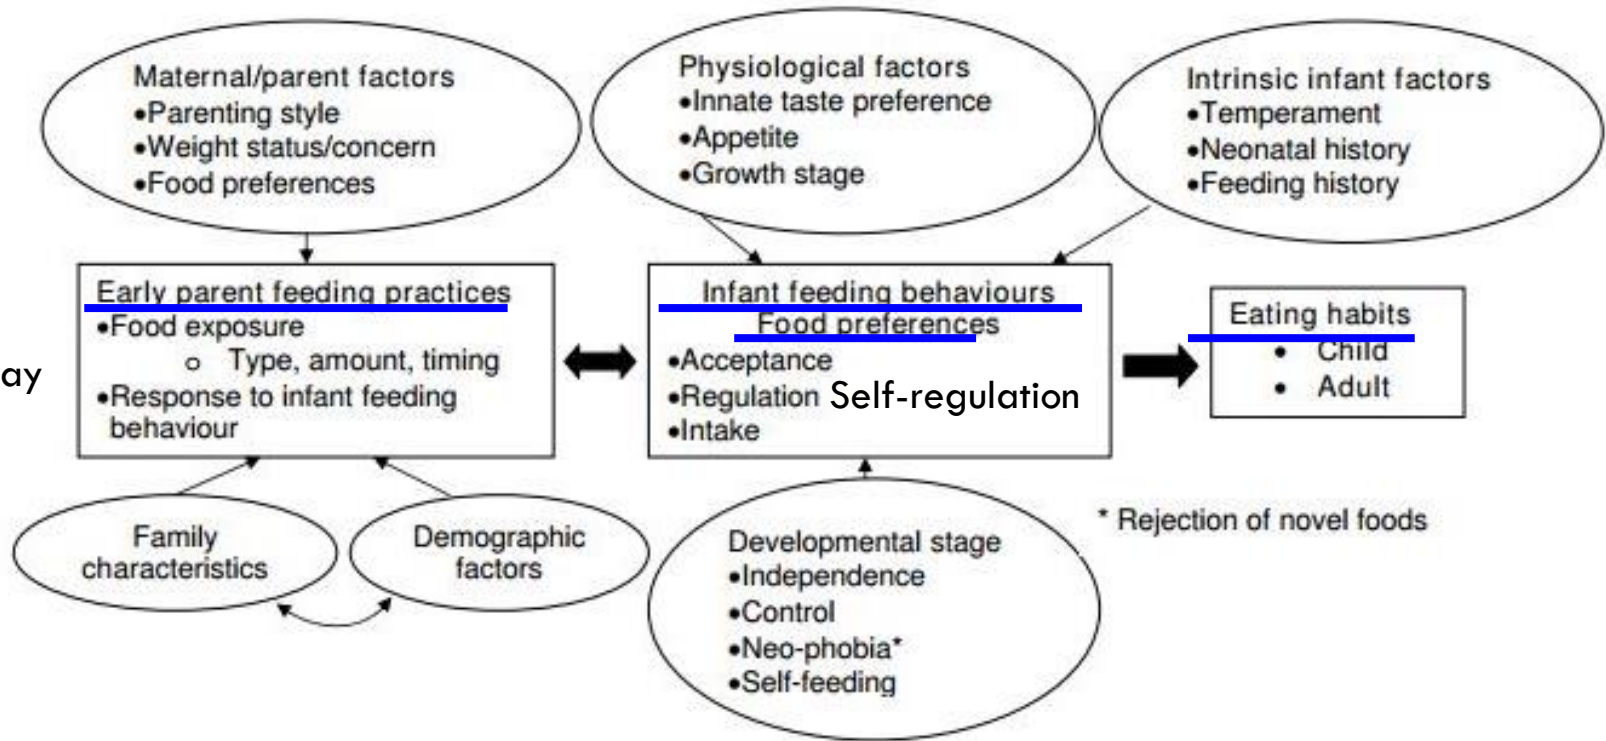 Maternal/parent factors
•Parenting style
•Weight status/concern
•Food preferences
Physiological factors
•Innate taste preference
•Appetite
•Growth stage
Intrinsic infant factors
•Temperament
•Neonatal history
•Feeding history
Early parent feeding practices
•Food exposure
o Type, amount, timing
•Response to infant feeding
behaviour
ay
Infant feeding behaviours
Food preferences
•Acceptance
•Regulation Self-regulation
•Intake
Eating habits
• Child
• Adult
Family
characteristics
Demographic
factors
Developmental stage
•Independence
•Control
•Neo-phobia*
•Self-feeding
* Rejection of novel foods